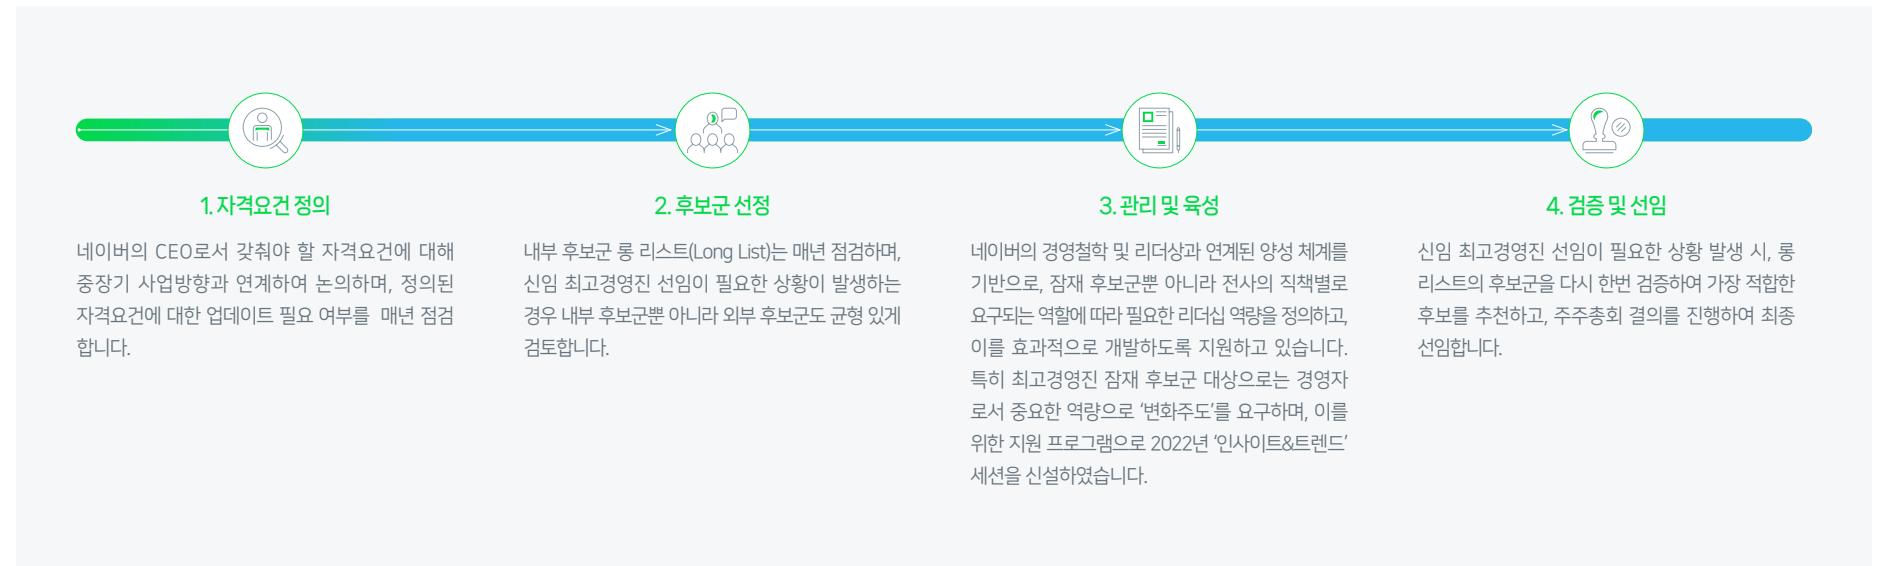 1. 자격요건 정의
네이버의 CEO로서 갖춰야 할 자격요건에 대해
중장기 사업방향과 연계하여 논의하며, 정의된
자격요건에 대한 업데이트 필요 여부를 매년 점검
합니다.
2. 후보군 선정
내부 후보군 롱 리스트(Long List)는 매년 점검하며,
신임 최고경영진 선임이 필요한 상황이 발생하는
경우 내부 후보군뿐 아니라 외부 후보군도 균형 있게
검토합니다.
3. 관리 및 육성
네이버의 경영철학 및 리더상과 연계된 양성 체계를
기반으로, 잠재 후보군뿐 아니라 전사의 직책별로
요구되는 역할에 따라 필요한 리더십 역량을 정의하고,
이를 효과적으로 개발하도록 지원하고 있습니다.
특히 최고경영진 잠재 후보군 대상으로는 경영자
로서 중요한 역량으로 ‘변화주도’를 요구하며, 이를
위한 지원 프로그램으로 2022년 ‘인사이트&트렌드’
세션을 신설하였습니다.
4. 검증 및 선임
신임 최고경영진 선임이 필요한 상황 발생 시, 롱
리스트의 후보군을 다시 한번 검증하여 가장 적합한
후보를 추천하고, 주주총회 결의를 진행하여 최종
선임합니다.